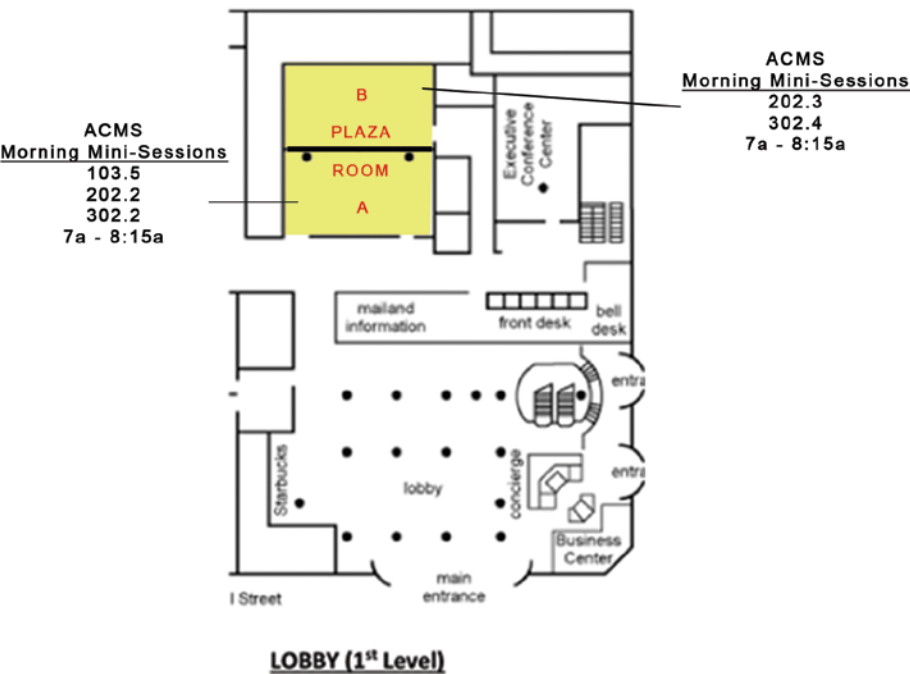 ACMS
Morning Mini-Sessions
202.3
302.4
7a - 8:15a
B
PLAZA
ROOM
A
ACMS
Morning Mini-Sessions
103.5
202.2
302.2
7a - 8:15a
Executive
Conference
Center
mailand
information
front desk
bell
desk
entra
entra
Starbucks
lobby
concierge
Business
Center
main
entrance
I Street
LOBBY (1st Level)